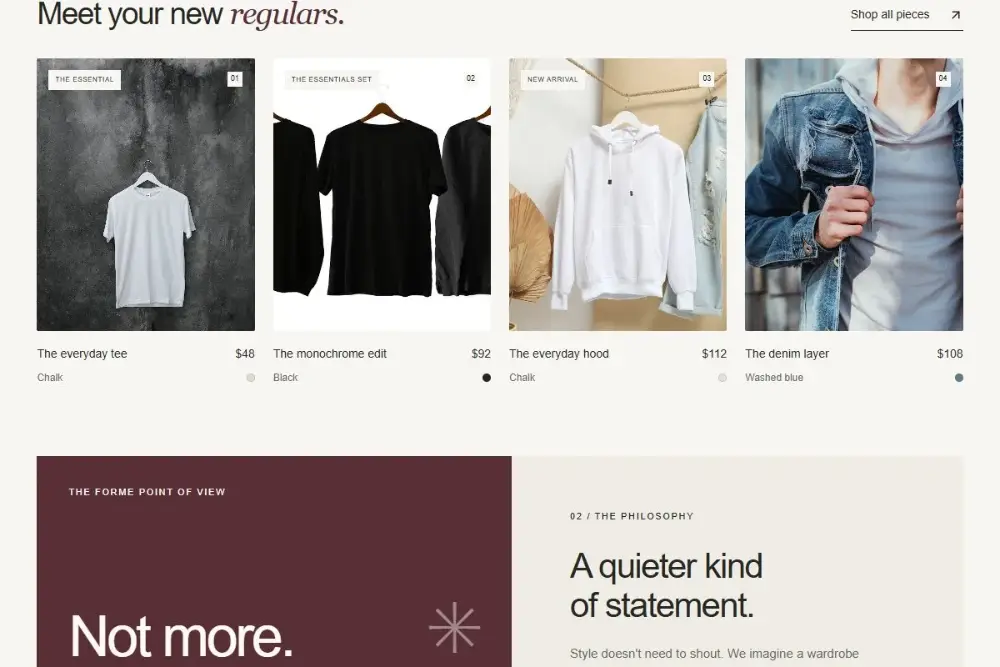 Meet your new regulars.
Shop all pieces
THE ESSENTIAL
01
THE ESSENTIALS SET
02
NEW ARRIVAL
03
04
The everyday tee $48
Chalk
The monochrome edit $92
Black
The everyday hood $112
Chalk
The denim layer $108
Washed blue
THE FORME POINT OF VIEW
Not more.
02 / THE PHILOSOPHY
A quieter kind
of statement.
Style doesn't need to shout. We imagine a wardrobe